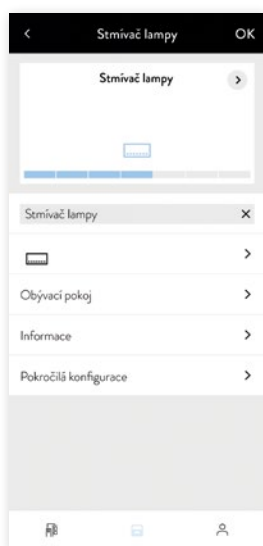 Stmívač lampy OK
Stmívač lampy
Stmívač lampy
Obývací pokoj
Informace
Pokročilá konfigurace